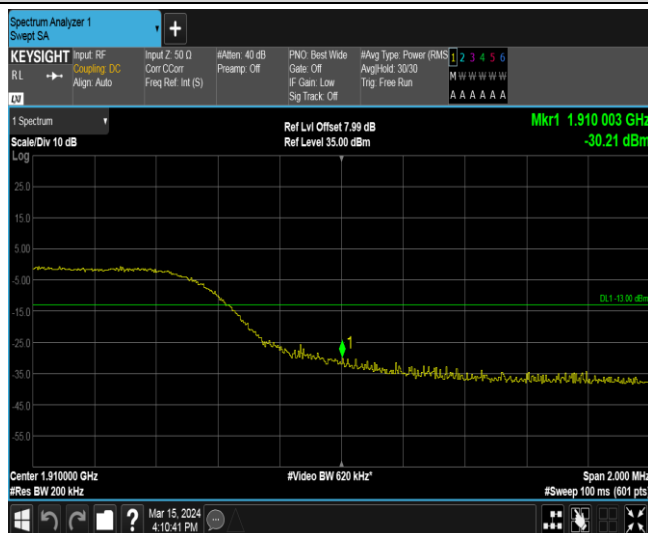 Spectrum Analyzer 1
Swept SA
+
KEYSIGHT
RL
LXI
Input: RF
Coupling: DC
Align: Auto
Input Z: 50 Ω
Corr CCorr
Freq Ref: Int (S)
#Atten: 40 dB
Preamp: Off
PNO: Best Wide
Gate: Off
IF Gain: Low
Sig Track: Off
#Avg Type: Power (RMS
Avg|Hold: 30/30
Trig: Free Run
1 2 3 4 5 6
M W W W W W
A A A A A A
1 Spectrum
Scale/Div 10 dB
Ref Lvl Offset 7.99 dB
Ref Level 35.00 dBm
Mkr1 1.910 003 GHz
-30.21 dBm
Log
25.0
15.0
5.00
-5.00
-15.0
-25.0
-35.0
-45.0
-55.0
DL1 -13.00 dBm
1
Center 1.910000 GHz
#Res BW 200 kHz
#Video BW 620 kHz*
Span 2.000 MHz
#Sweep 100 ms (601 pts)
?
Mar 15, 2024
4:10:41 PM